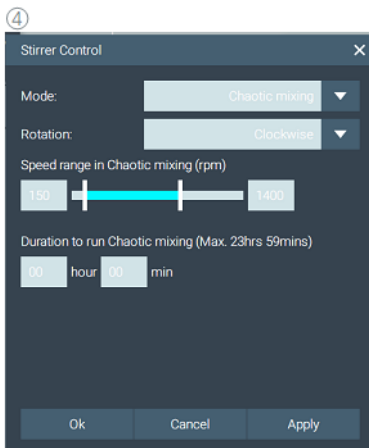 ④
Stirrer Control ×
Mode: Chaotic mixing
Rotation: Clockwise
Speed range in Chaotic mixing (rpm)
150 1400
Duration to run Chaotic mixing (Max. 23hrs 59mins)
00 hour 00 min
Ok Cancel Apply